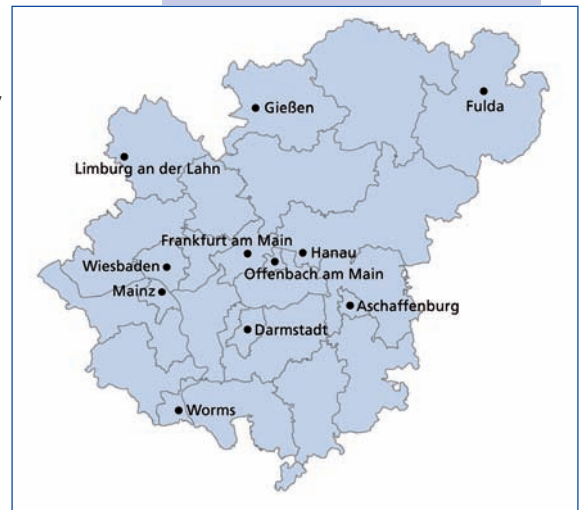 Gießen
Fulda
Limburg an der Lahn
Frankfurt am Main
Hanau
Wiesbaden
Offenbach am Main
Mainz
Aschaffenburg
Darmstadt
Worms